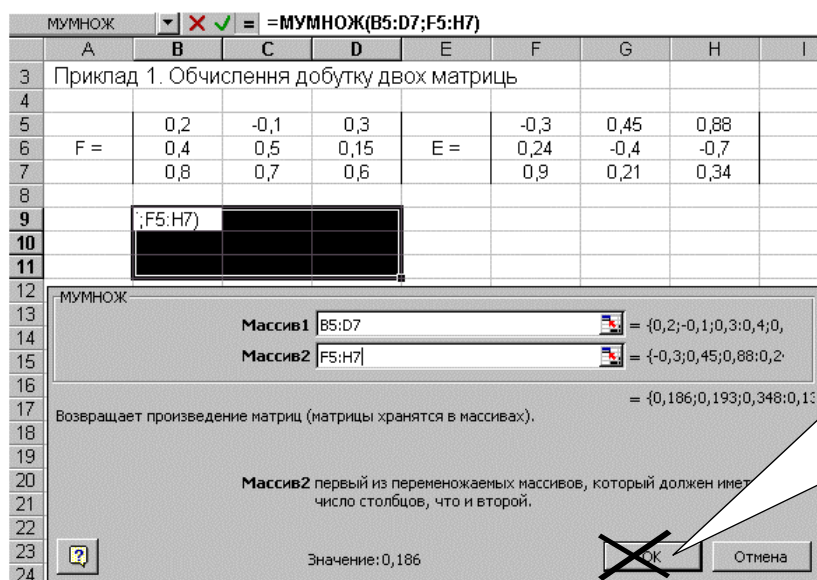 МУМНОЖ = =МУМНОЖ(B5:D7;F5:H7)
A B C D E F G H I
3 Приклад 1. Обчислення добутку двох матриць
4
5 0,2 -0,1 0,3 -0,3 0,45 0,88
6 F = 0,4 0,5 0,15 E = 0,24 -0,4 -0,7
7 0,8 0,7 0,6 0,9 0,21 0,34
8
9 ;F5:H7)
10
11
12
МУМНОЖ
13
Массив1 B5:D7 = {0,2;-0,1;0,3:0,4;0,
14
15
Массив2 F5:H7 = {-0,3;0,45;0,88:0,2
16
= {0,186;0,193;0,348:0,13
17
Возвращает произведение матриц (матрицы хранятся в массивах).
18
19
20
Массив2 первый из перемножаемых массивов, который должен имет
21
число столбцов, что и второй.
22
23
Значение:0,186 OK Отмена
24